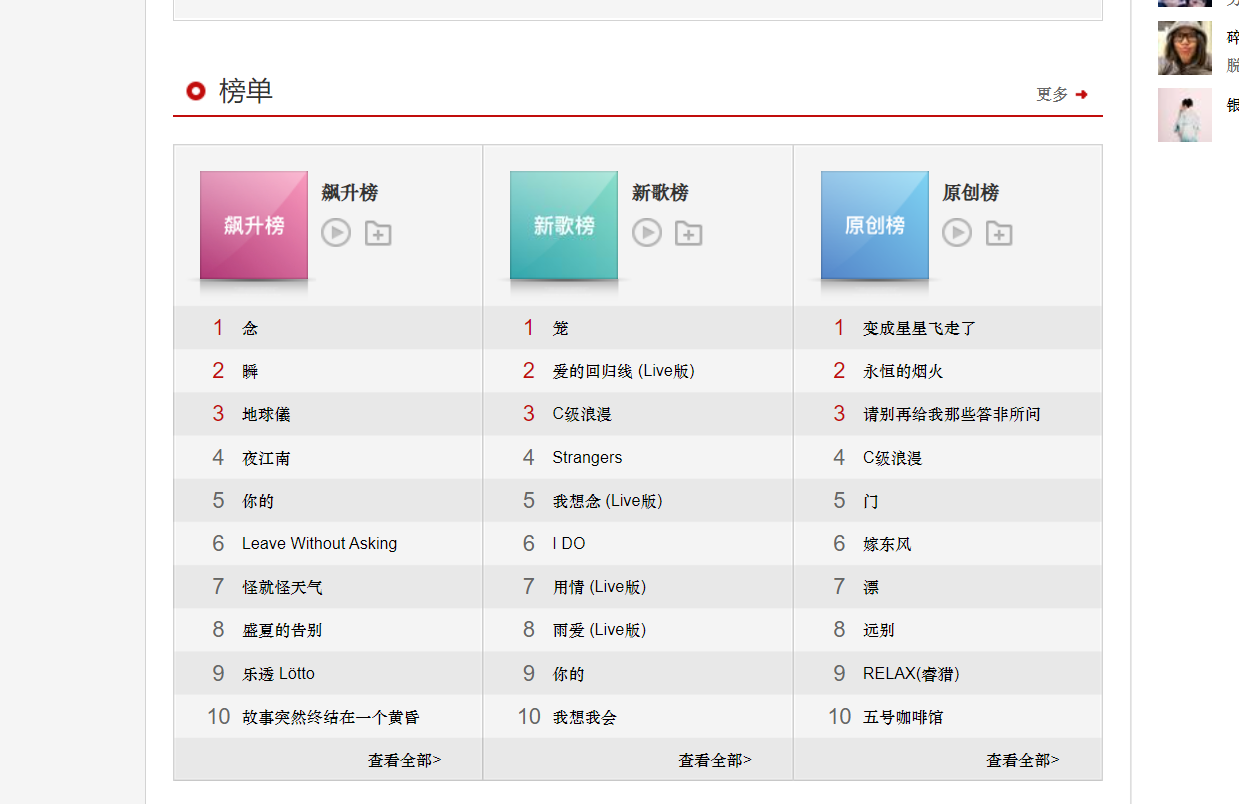 榜单
更多
飙升榜
飙升榜
1 念
2 瞬
3 地球儀
4 夜江南
5 你的
6 Leave Without Asking
7 怪就怪天气
8 盛夏的告别
9 乐透 Lötto
10 故事突然终结在一个黄昏
查看全部>
新歌榜
新歌榜
1 笼
2 爱的回归线 (Live版)
3 C级浪漫
4 Strangers
5 我想念 (Live版)
6 I DO
7 用情 (Live版)
8 雨爱 (Live版)
9 你的
10 我想我会
查看全部>
原创榜
原创榜
1 变成星星飞走了
2 永恒的烟火
3 请别再给我那些答非所问
4 C级浪漫
5 门
6 嫁东风
7 漂
8 远别
9 RELAX(睿猎)
10 五号咖啡馆
查看全部>
碎
脱
银